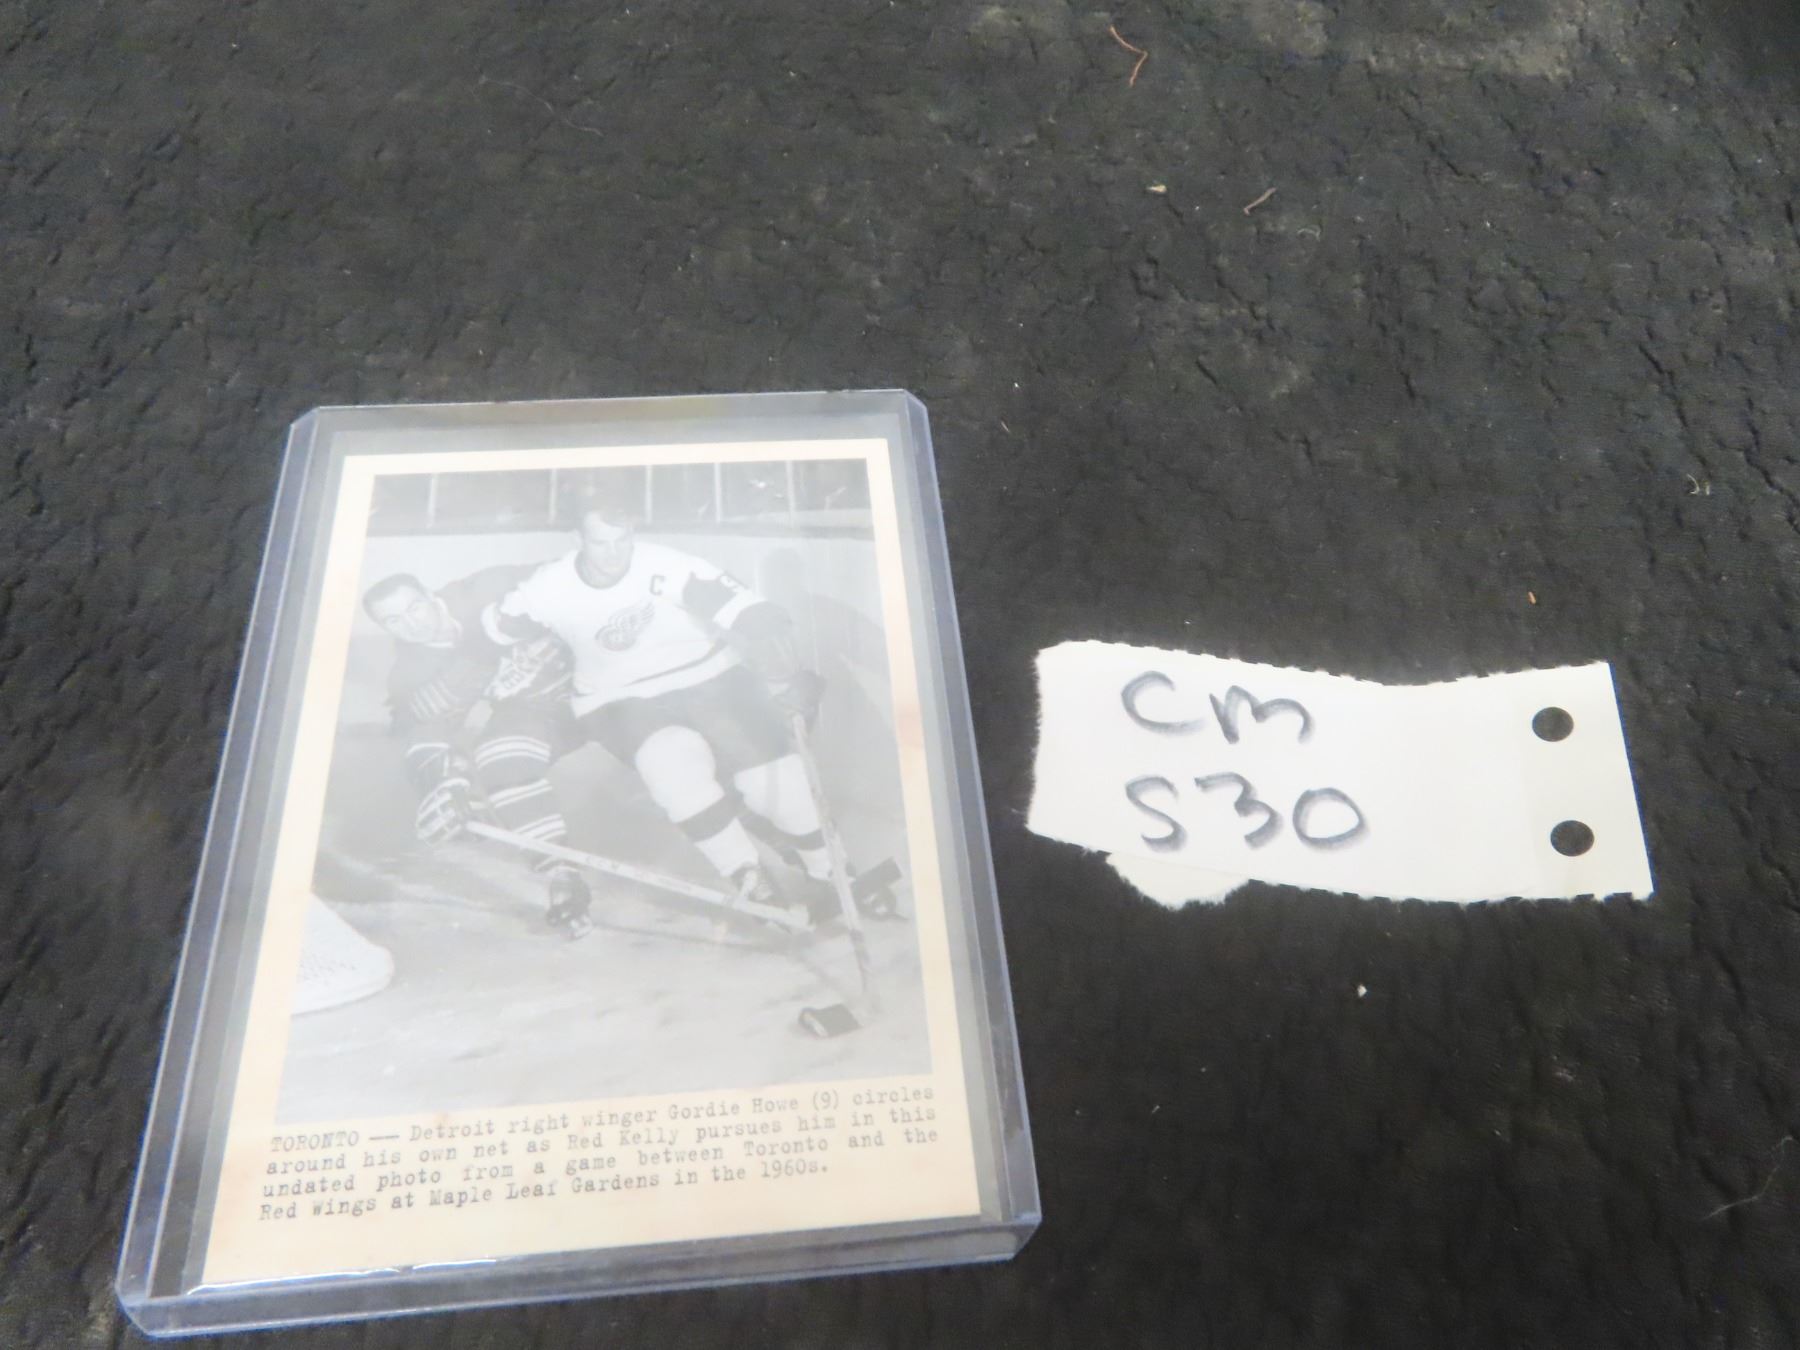 C
TORONTO — Detroit right winger Gordie Howe (9) circles
around his own net as Red Kelly pursues him in this
undated photo from a game between Toronto and the
Red Wings at Maple Leaf Gardens in the 1960s.
CM
S30